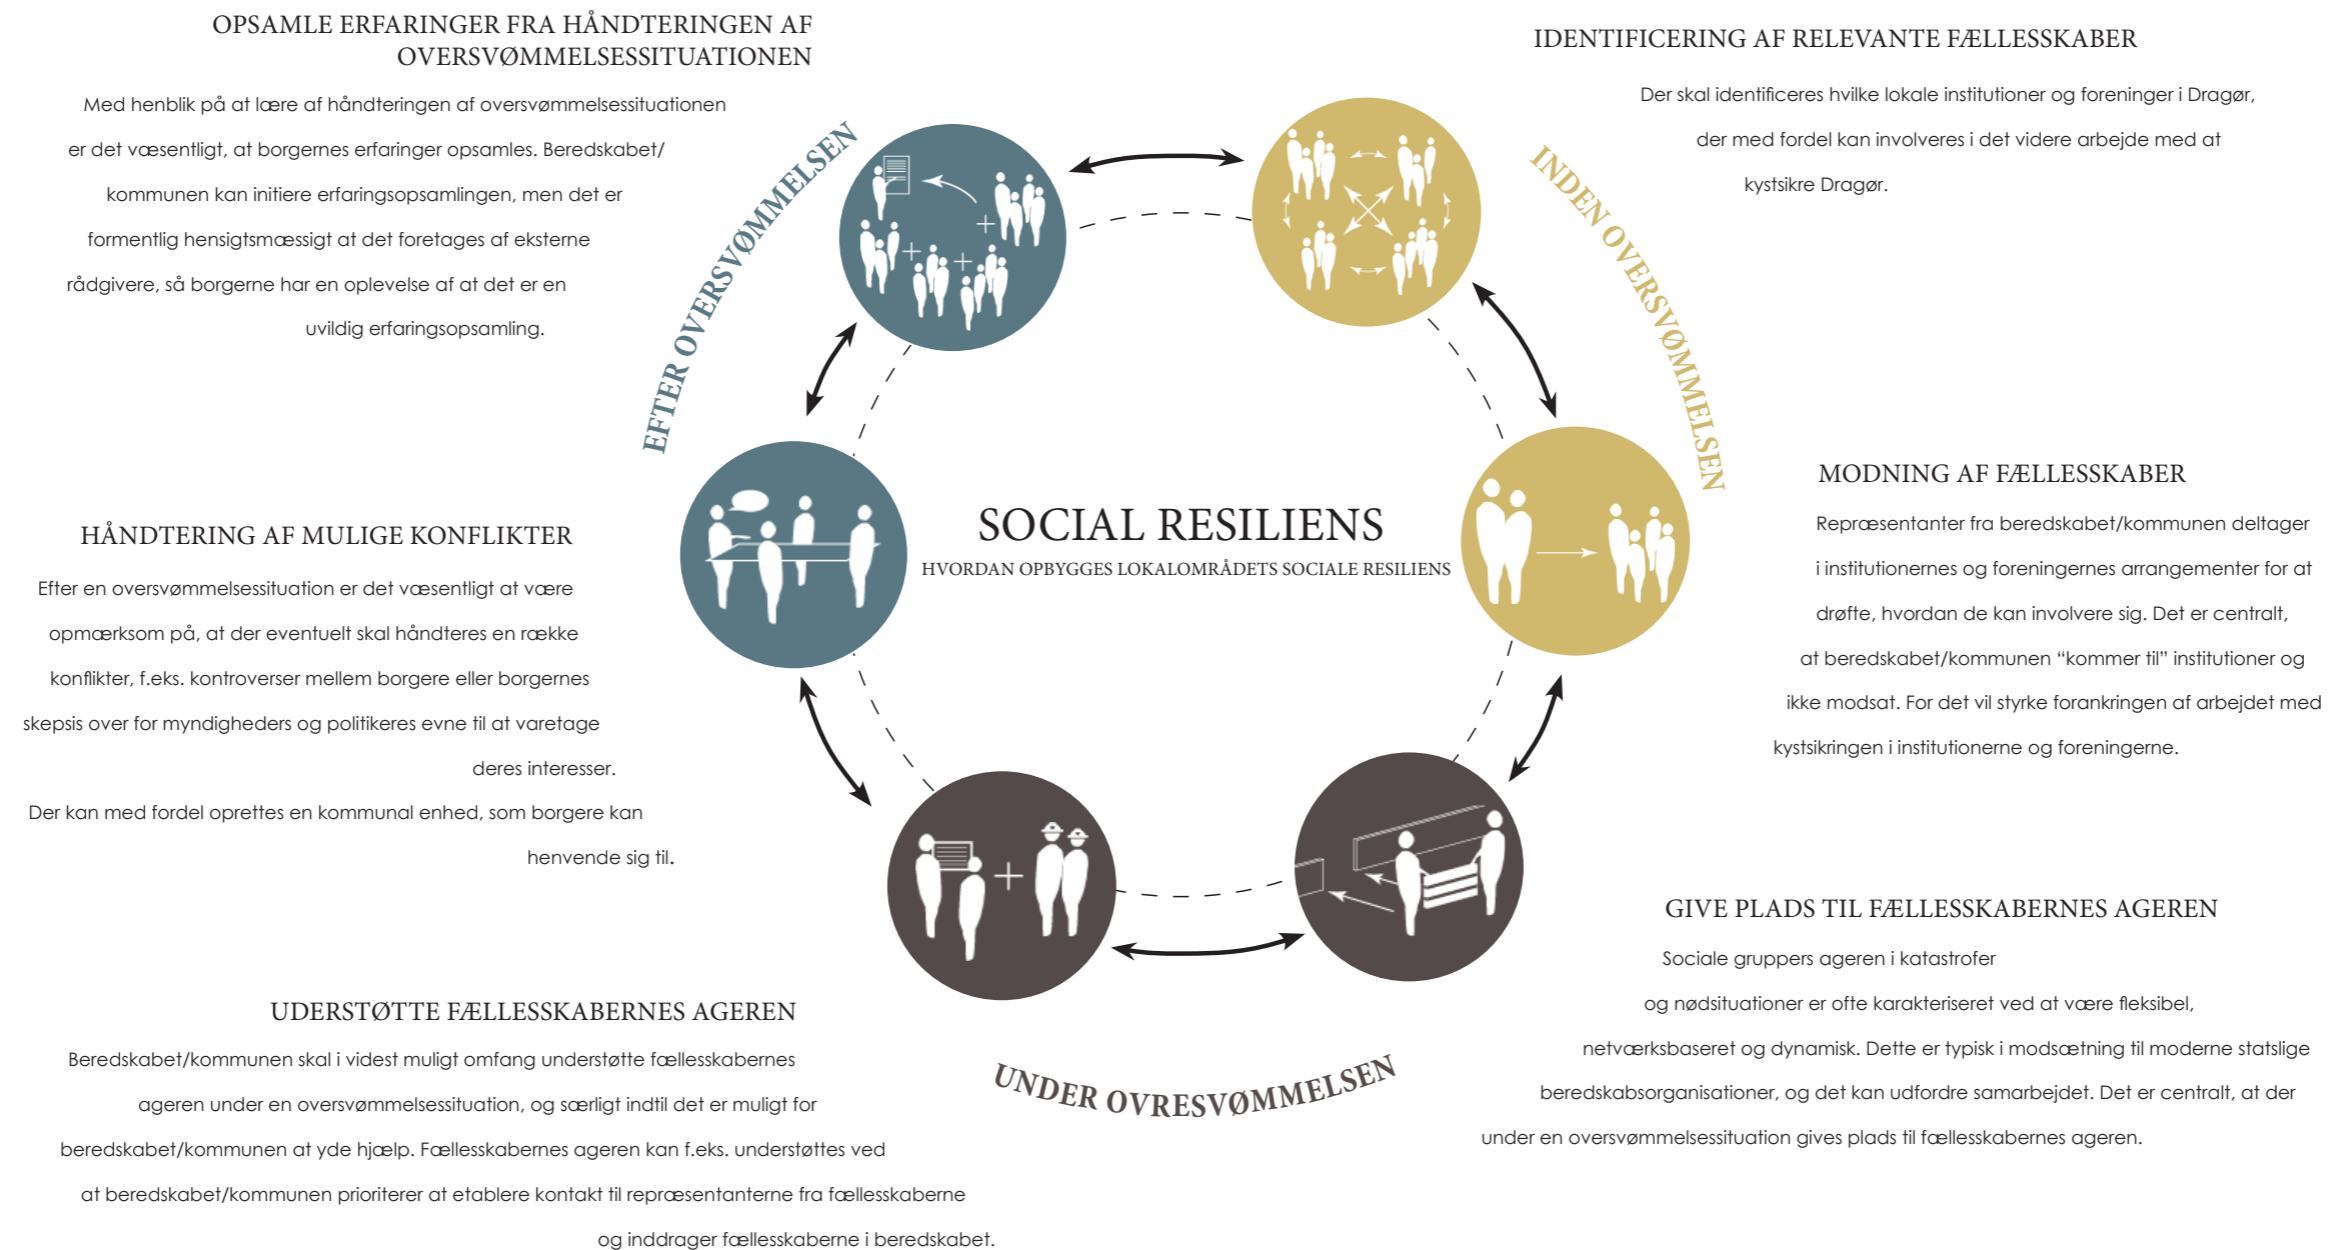 OPSAMLE ERFARINGER FRA HÅNDTERINGEN AF
OVERSVØMMELSESSITUATIONEN
Med henblik på at lære af håndteringen af oversvømmelsessituationen
er det væsentligt, at borgernes erfaringer opsamles. Beredskabet/
kommunen kan initiere erfaringsopsamlingen, men det er
formentlig hensigtsmæssigt at det foretages af eksterne
rådgivere, så borgerne har en oplevelse af at det er en
uvildig erfaringsopsamling.
IDENTIFICERING AF RELEVANTE FÆLLESSKABER
Der skal identificeres hvilke lokale institutioner og foreninger i Dragør,
der med fordel kan involveres i det videre arbejde med at
kystsikre Dragør.
EFTER OVERSVØMMELSEN
INDEN OVERSVØMMELSEN
SOCIAL RESILIENS
HVORDAN OPBYGGES LOKALOMRÅDETS SOCIALE RESILIENS
MODNING AF FÆLLESSKABER
Repræsentanter fra beredskabet/kommunen deltager
i institutionernes og foreningernes arrangementer for at
drøfte, hvordan de kan involvere sig. Det er centralt,
at beredskabet/kommunen “kommer til” institutioner og
ikke modsat. For det vil styrke forankringen af arbejdet med
kystsikringen i institutionerne og foreningerne.
HÅNDTERING AF MULIGE KONFLIKTER
Efter en oversvømmelsessituation er det væsentligt at være
opmærksom på, at der eventuelt skal håndteres en række
konflikter, f.eks. kontroverser mellem borgere eller borgernes
skepsis over for myndigheders og politikeres evne til at varetage
deres interesser.
Der kan med fordel oprettes en kommunal enhed, som borgere kan
henvende sig til.
GIVE PLADS TIL FÆLLESSKABERNES AGEREN
Sociale gruppers ageren i katastrofer
og nødsituationer er ofte karakteriseret ved at være fleksibel,
netværksbaseret og dynamisk. Dette er typisk i modsætning til moderne statslige
beredskabsorganisationer, og det kan udfordre samarbejdet. Det er centralt, at der
under en oversvømmelsessituation gives plads til fællesskabernes ageren.
UDERSTØTTE FÆLLESSKABERNES AGEREN
Beredskabet/kommunen skal i videst muligt omfang understøtte fællesskabernes
ageren under en oversvømmelsessituation, og særligt indtil det er muligt for
beredskabet/kommunen at yde hjælp. Fællesskabernes ageren kan f.eks. understøttes ved
at beredskabet/kommunen prioriterer at etablere kontakt til repræsentanterne fra fællesskaberne
og inddrager fællesskaberne i beredskabet.
UNDER OVRESVØMMELSEN